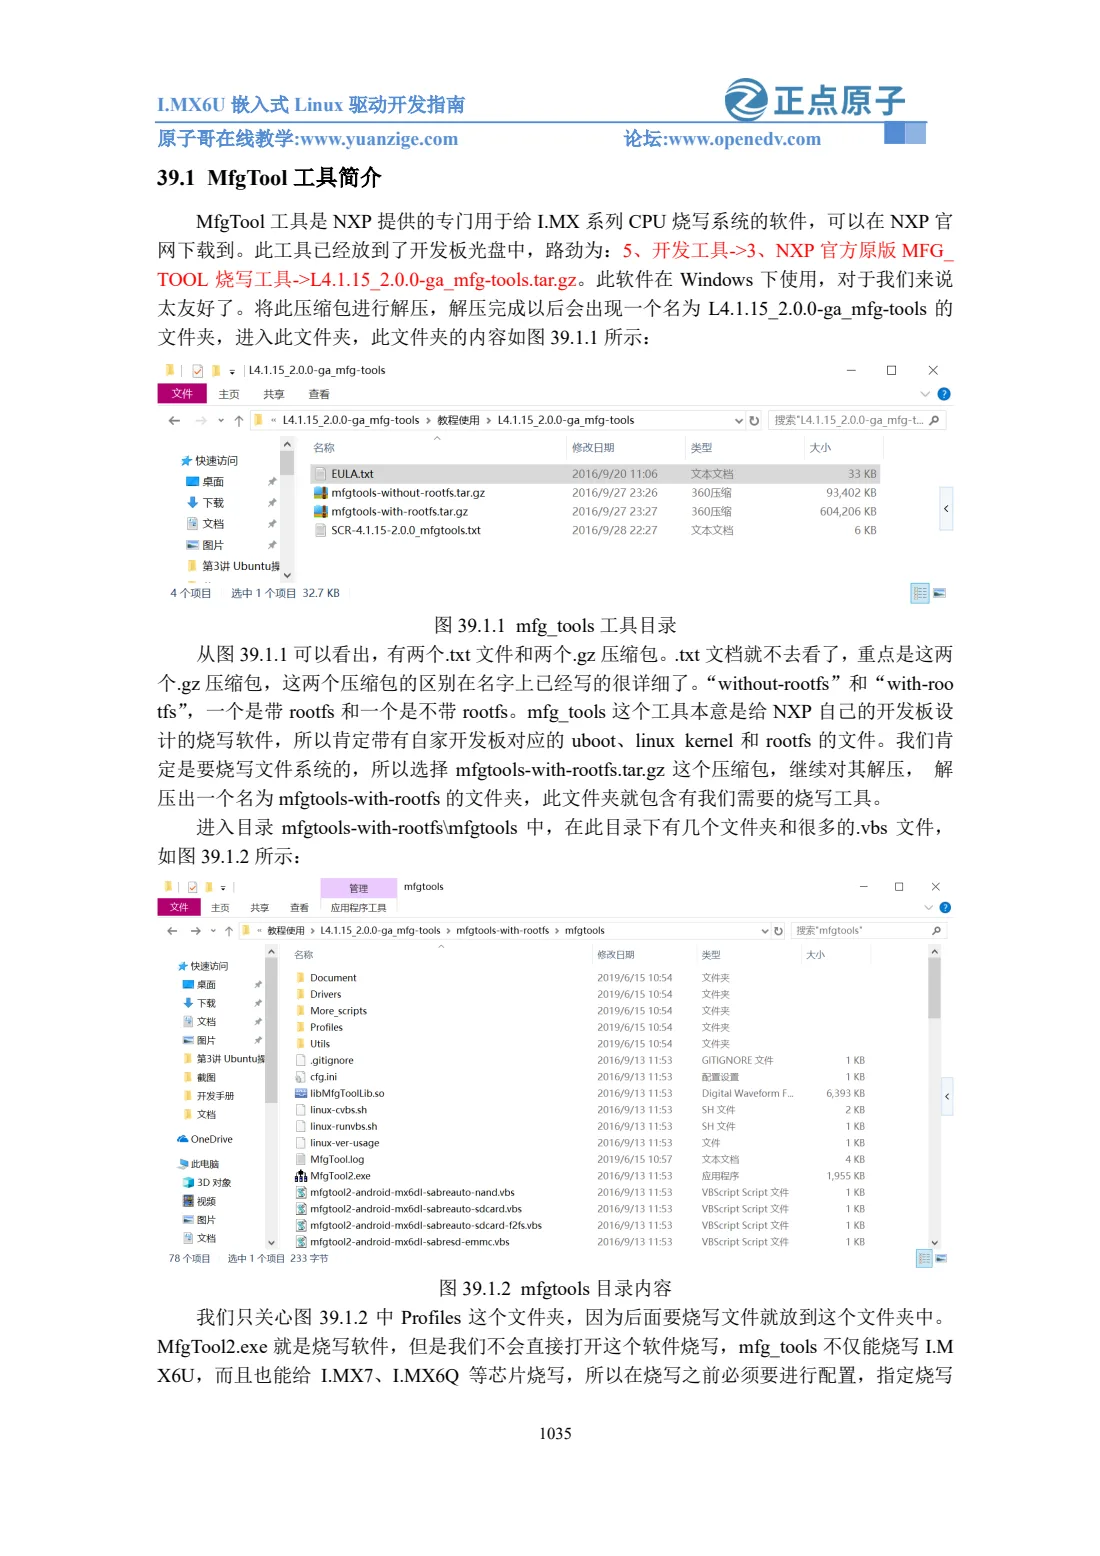 I.MX6U 嵌入式 Linux 驱动开发指南
正点原子
原子哥在线教学:www.yuanzige.com 论坛:www.openedv.com
39.1 MfgTool 工具简介
MfgTool 工具是 NXP 提供的专门用于给 I.MX 系列 CPU 烧写系统的软件，可以在 NXP 官
网下载到。此工具已经放到了开发板光盘中，路劲为：5、开发工具->3、NXP 官方原版 MFG_
TOOL 烧写工具->L4.1.15_2.0.0-ga_mfg-tools.tar.gz。此软件在 Windows 下使用，对于我们来说
太友好了。将此压缩包进行解压，解压完成以后会出现一个名为 L4.1.15_2.0.0-ga_mfg-tools 的
文件夹，进入此文件夹，此文件夹的内容如图 39.1.1 所示：
L4.1.15_2.0.0-ga_mfg-tools
文件 主页 共享 查看
« L4.1.15_2.0.0-ga_mfg-tools › 教程使用 › L4.1.15_2.0.0-ga_mfg-tools 搜索"L4.1.15_2.0.0-ga_mfg-t...
名称 修改日期 类型 大小
快速访问
桌面
下载
文档
图片
第3讲 Ubuntu操
EULA.txt 2016/9/20 11:06 文本文档 33 KB
mfgtools-without-rootfs.tar.gz 2016/9/27 23:26 360压缩 93,402 KB
mfgtools-with-rootfs.tar.gz 2016/9/27 23:27 360压缩 604,206 KB
SCR-4.1.15-2.0.0_mfgtools.txt 2016/9/28 22:27 文本文档 6 KB
4 个项目 选中 1 个项目 32.7 KB
图 39.1.1 mfg_tools 工具目录
从图 39.1.1 可以看出，有两个.txt 文件和两个.gz 压缩包。.txt 文档就不去看了，重点是这两
个.gz 压缩包，这两个压缩包的区别在名字上已经写的很详细了。“without-rootfs”和“with-roo
tfs”，一个是带 rootfs 和一个是不带 rootfs。mfg_tools 这个工具本意是给 NXP 自己的开发板设
计的烧写软件，所以肯定带有自家开发板对应的 uboot、linux kernel 和 rootfs 的文件。我们肯
定是要烧写文件系统的，所以选择 mfgtools-with-rootfs.tar.gz 这个压缩包，继续对其解压， 解
压出一个名为 mfgtools-with-rootfs 的文件夹，此文件夹就包含有我们需要的烧写工具。
进入目录 mfgtools-with-rootfs\mfgtools 中，在此目录下有几个文件夹和很多的.vbs 文件，
如图 39.1.2 所示：
管理 mfgtools
文件 主页 共享 查看 应用程序工具
« 教程使用 › L4.1.15_2.0.0-ga_mfg-tools › mfgtools-with-rootfs › mfgtools 搜索"mfgtools"
名称 修改日期 类型 大小
快速访问
桌面
下载
文档
图片
第3讲 Ubuntu操
截图
开发手册
文档
OneDrive
此电脑
3D 对象
视频
图片
文档
Document 2019/6/15 10:54 文件夹
Drivers 2019/6/15 10:54 文件夹
More_scripts 2019/6/15 10:54 文件夹
Profiles 2019/6/15 10:54 文件夹
Utils 2019/6/15 10:54 文件夹
.gitignore 2016/9/13 11:53 GITIGNORE 文件 1 KB
cfg.ini 2016/9/13 11:53 配置设置 1 KB
libMfgToolLib.so 2016/9/13 11:53 Digital Waveform F... 6,393 KB
linux-cvbs.sh 2016/9/13 11:53 SH 文件 2 KB
linux-runvbs.sh 2016/9/13 11:53 SH 文件 1 KB
linux-ver-usage 2016/9/13 11:53 文件 1 KB
MfgTool.log 2019/6/15 10:57 文本文档 4 KB
MfgTool2.exe 2016/9/13 11:53 应用程序 1,955 KB
mfgtool2-android-mx6dl-sabreauto-nand.vbs 2016/9/13 11:53 VBScript Script 文件 1 KB
mfgtool2-android-mx6dl-sabreauto-sdcard.vbs 2016/9/13 11:53 VBScript Script 文件 1 KB
mfgtool2-android-mx6dl-sabreauto-sdcard-f2fs.vbs 2016/9/13 11:53 VBScript Script 文件 1 KB
mfgtool2-android-mx6dl-sabresd-emmc.vbs 2016/9/13 11:53 VBScript Script 文件 1 KB
78 个项目 选中 1 个项目 233 字节
图 39.1.2 mfgtools 目录内容
我们只关心图 39.1.2 中 Profiles 这个文件夹，因为后面要烧写文件就放到这个文件夹中。
MfgTool2.exe 就是烧写软件，但是我们不会直接打开这个软件烧写，mfg_tools 不仅能烧写 I.M
X6U，而且也能给 I.MX7、I.MX6Q 等芯片烧写，所以在烧写之前必须要进行配置，指定烧写
1035